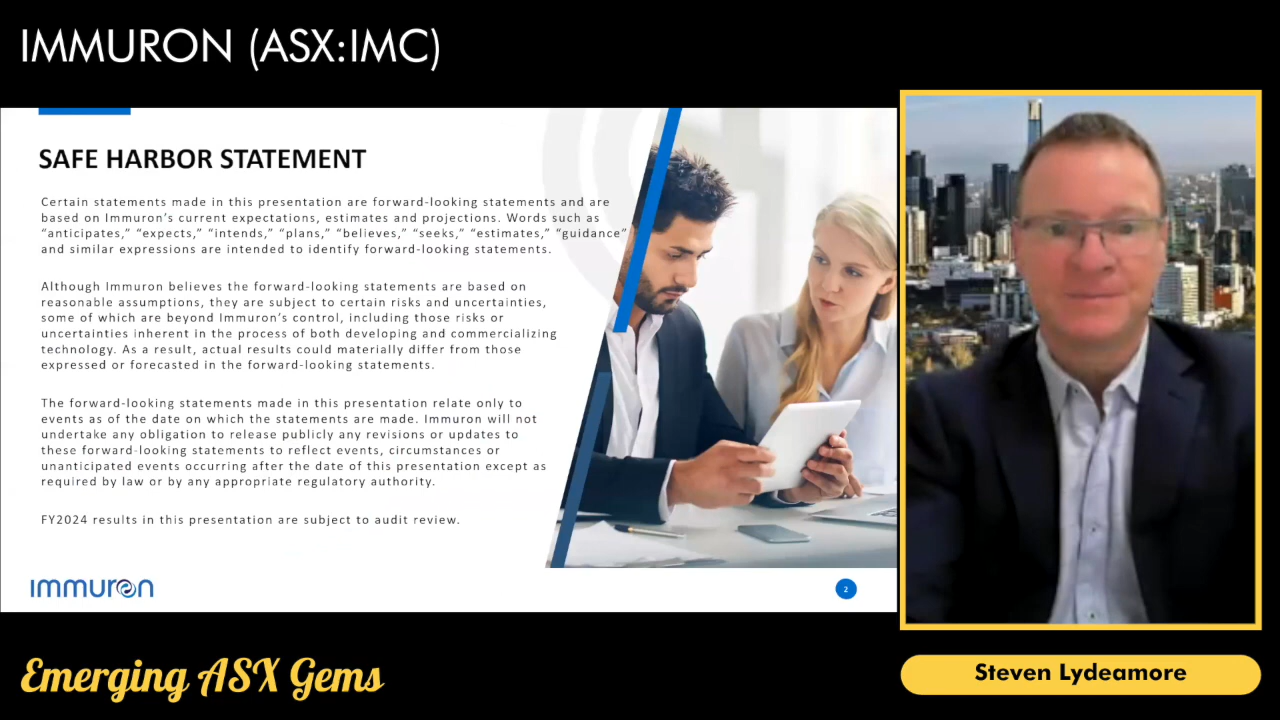 IMMURON (ASX:IMC)
SAFE HARBOR STATEMENT
Certain statements made in this presentation are forward-looking statements and are
based on Immuron’s current expectations, estimates and projections. Words such as
“anticipates,” “expects,” “intends,” “plans,” “believes,” “seeks,” “estimates,” “guidance”
and similar expressions are intended to identify forward-looking statements.
Although Immuron believes the forward-looking statements are based on
reasonable assumptions, they are subject to certain risks and uncertainties,
some of which are beyond Immuron’s control, including those risks or
uncertainties inherent in the process of both developing and commercializing
technology. As a result, actual results could materially differ from those
expressed or forecasted in the forward-looking statements.
The forward-looking statements made in this presentation relate only to
events as of the date on which the statements are made. Immuron will not
undertake any obligation to release publicly any revisions or updates to
these forward-looking statements to reflect events, circumstances or
unanticipated events occurring after the date of this presentation except as
required by law or by any appropriate regulatory authority.
FY2024 results in this presentation are subject to audit review.
immuron
2
Emerging ASX Gems
Steven Lydeamore